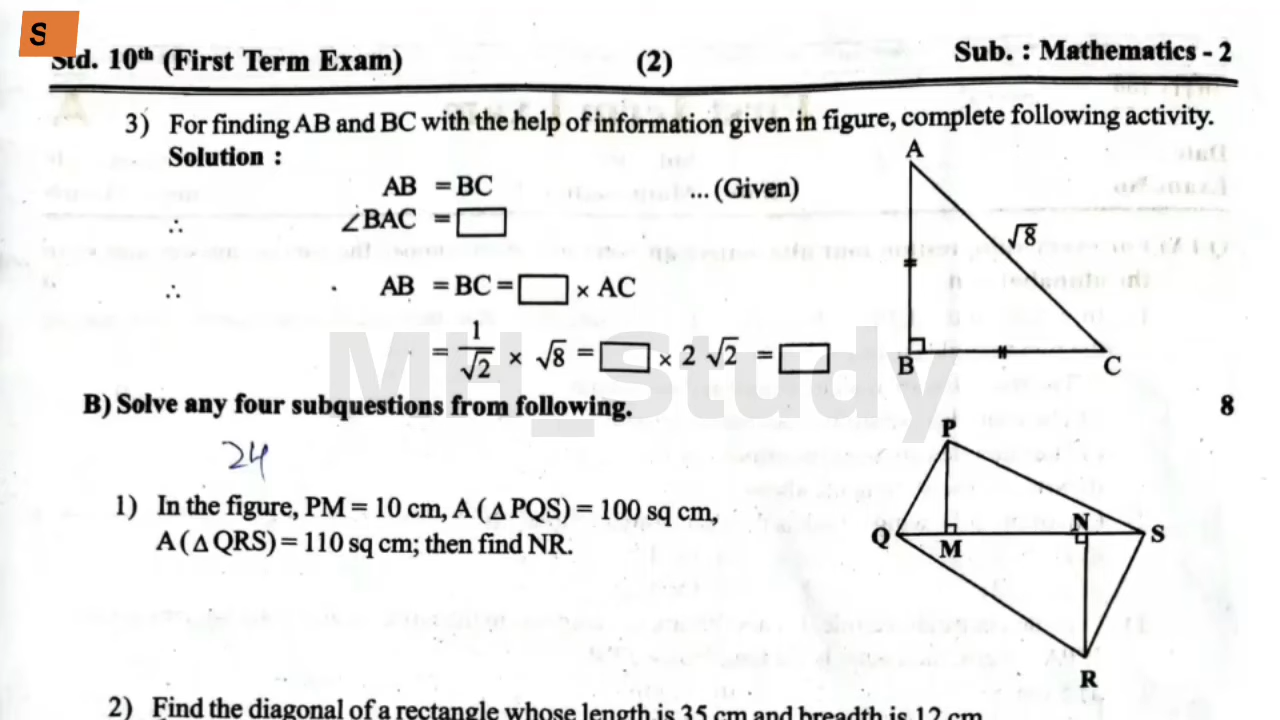 S
Std. 10th (First Term Exam) (2) Sub. : Mathematics - 2
3) For finding AB and BC with the help of information given in figure, complete following activity.
Solution :
AB = BC ... (Given)
∴ ∠BAC = □
∴ AB = BC = □ × AC
= 1/√2 × √8 = □ × 2 √2 = □
A
√8
B
C
MH_Study
B) Solve any four subquestions from following. 8
24
1) In the figure, PM = 10 cm, A (△ PQS) = 100 sq cm,
A (△ QRS) = 110 sq cm; then find NR.
P
Q
M
N
S
R
2) Find the diagonal of a rectangle whose length is 35 cm and breadth is 12 cm